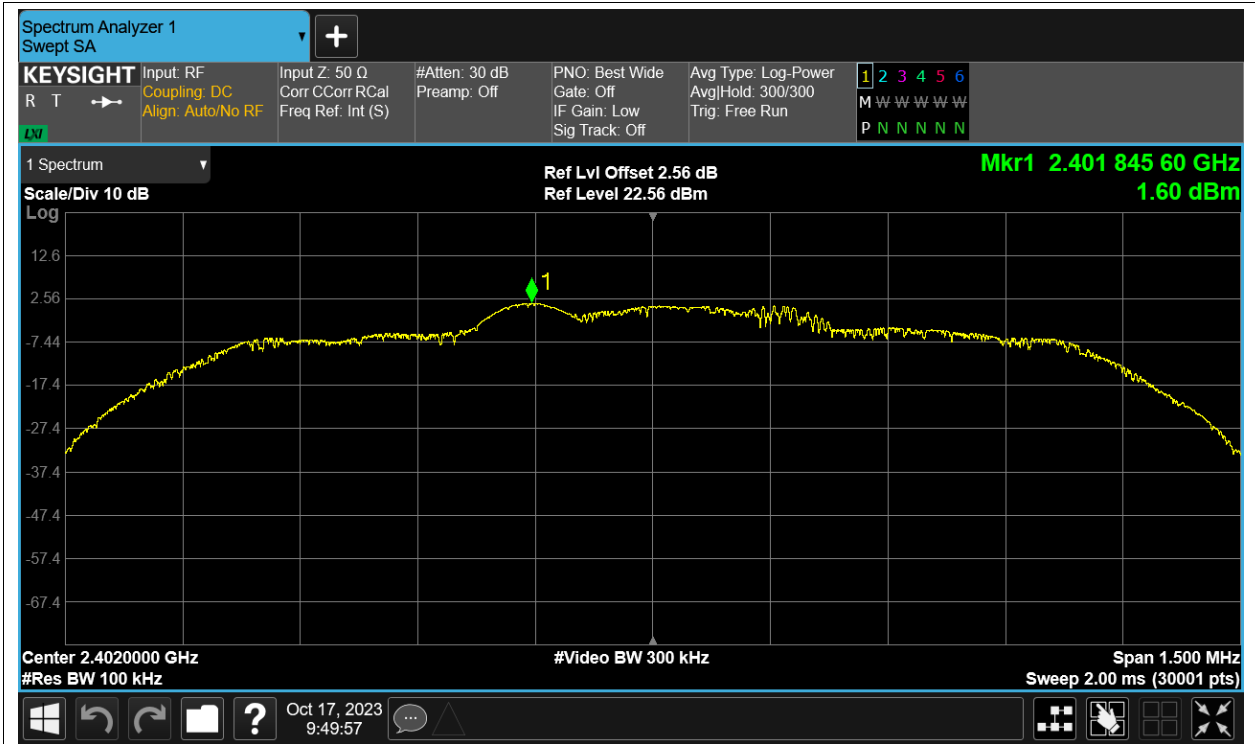 Spectrum Analyzer 1
Swept SA
KEYSIGHT
R T
LXI
Input: RF
Coupling: DC
Align: Auto/No RF
Input Z: 50 Ω
Corr CCorr RCal
Freq Ref: Int (S)
#Atten: 30 dB
Preamp: Off
PNO: Best Wide
Gate: Off
IF Gain: Low
Sig Track: Off
Avg Type: Log-Power
Avg|Hold: 300/300
Trig: Free Run
1 2 3 4 5 6
M W W W W W
P N N N N N
1 Spectrum
Scale/Div 10 dB
Log
Ref Lvl Offset 2.56 dB
Ref Level 22.56 dBm
Mkr1 2.401 845 60 GHz
1.60 dBm
12.6
1
2.56
-7.44
-17.4
-27.4
-37.4
-47.4
-57.4
-67.4
Center 2.4020000 GHz
#Video BW 300 kHz
Span 1.500 MHz
#Res BW 100 kHz
Sweep 2.00 ms (30001 pts)
?
Oct 17, 2023
9:49:57